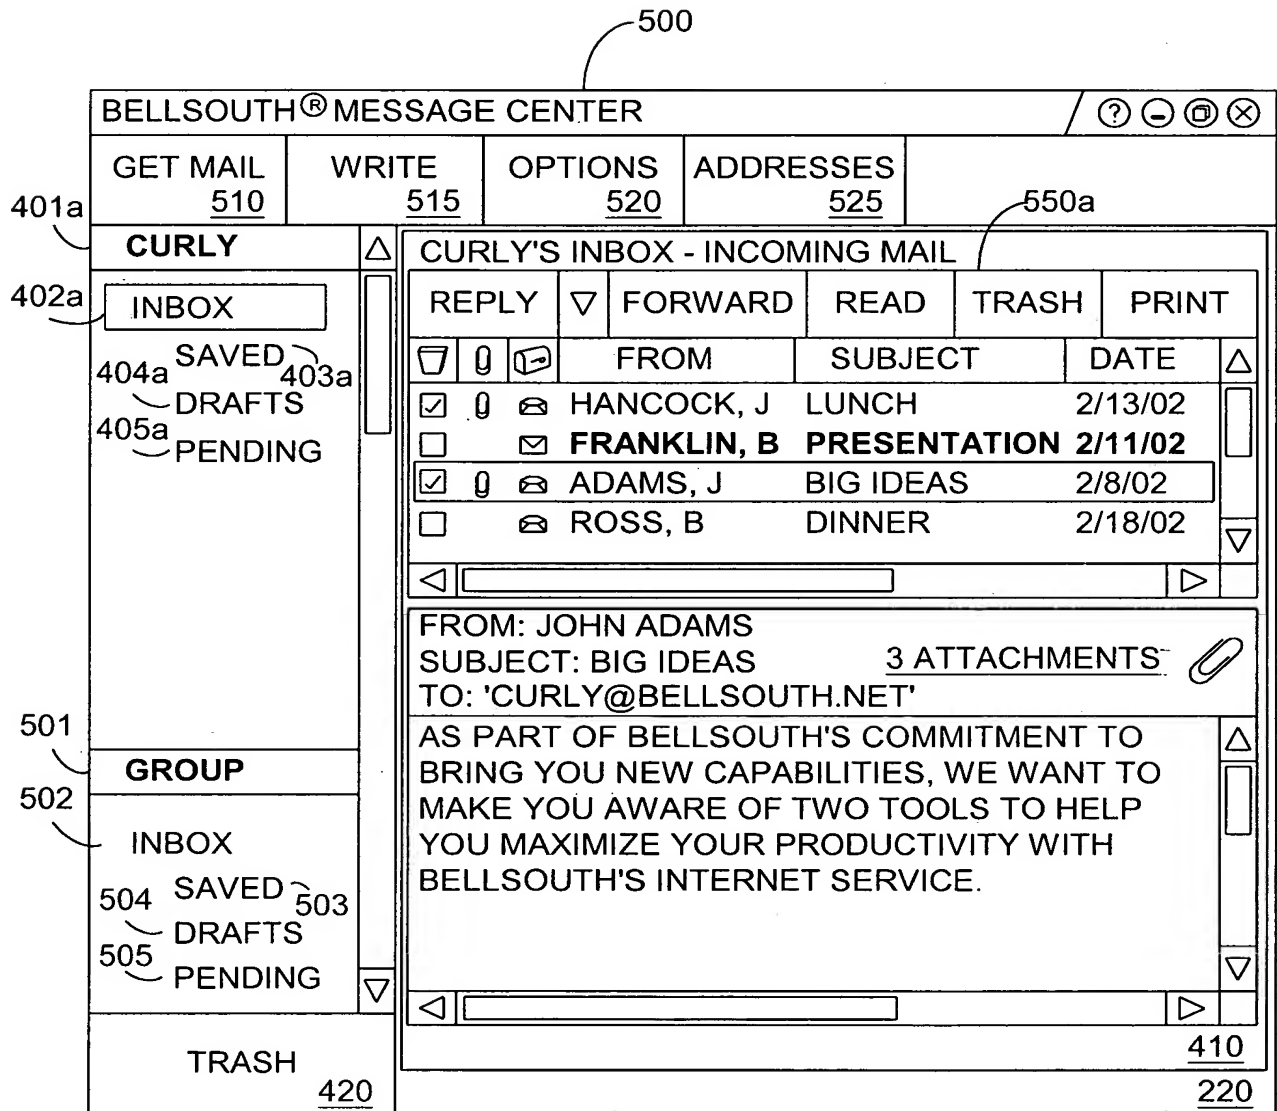 500
BELLSOUTH® MESSAGE CENTER ?
GET MAIL 510 WRITE 515 OPTIONS 520 ADDRESSES 525
401a
550a
CURLY
CURLY'S INBOX - INCOMING MAIL
402a
INBOX
REPLY FORWARD READ TRASH PRINT
SAVED
403a
404a
DRAFTS
405a
PENDING
FROM SUBJECT DATE
HANCOCK, J LUNCH 2/13/02
FRANKLIN, B PRESENTATION 2/11/02
ADAMS, J BIG IDEAS 2/8/02
ROSS, B DINNER 2/18/02
FROM: JOHN ADAMS
SUBJECT: BIG IDEAS 3 ATTACHMENTS
TO: 'CURLY@BELLSOUTH.NET'
AS PART OF BELLSOUTH'S COMMITMENT TO
BRING YOU NEW CAPABILITIES, WE WANT TO
MAKE YOU AWARE OF TWO TOOLS TO HELP
YOU MAXIMIZE YOUR PRODUCTIVITY WITH
BELLSOUTH'S INTERNET SERVICE.
501
GROUP
502
INBOX
SAVED
503
504
DRAFTS
505
PENDING
TRASH
420
410
220